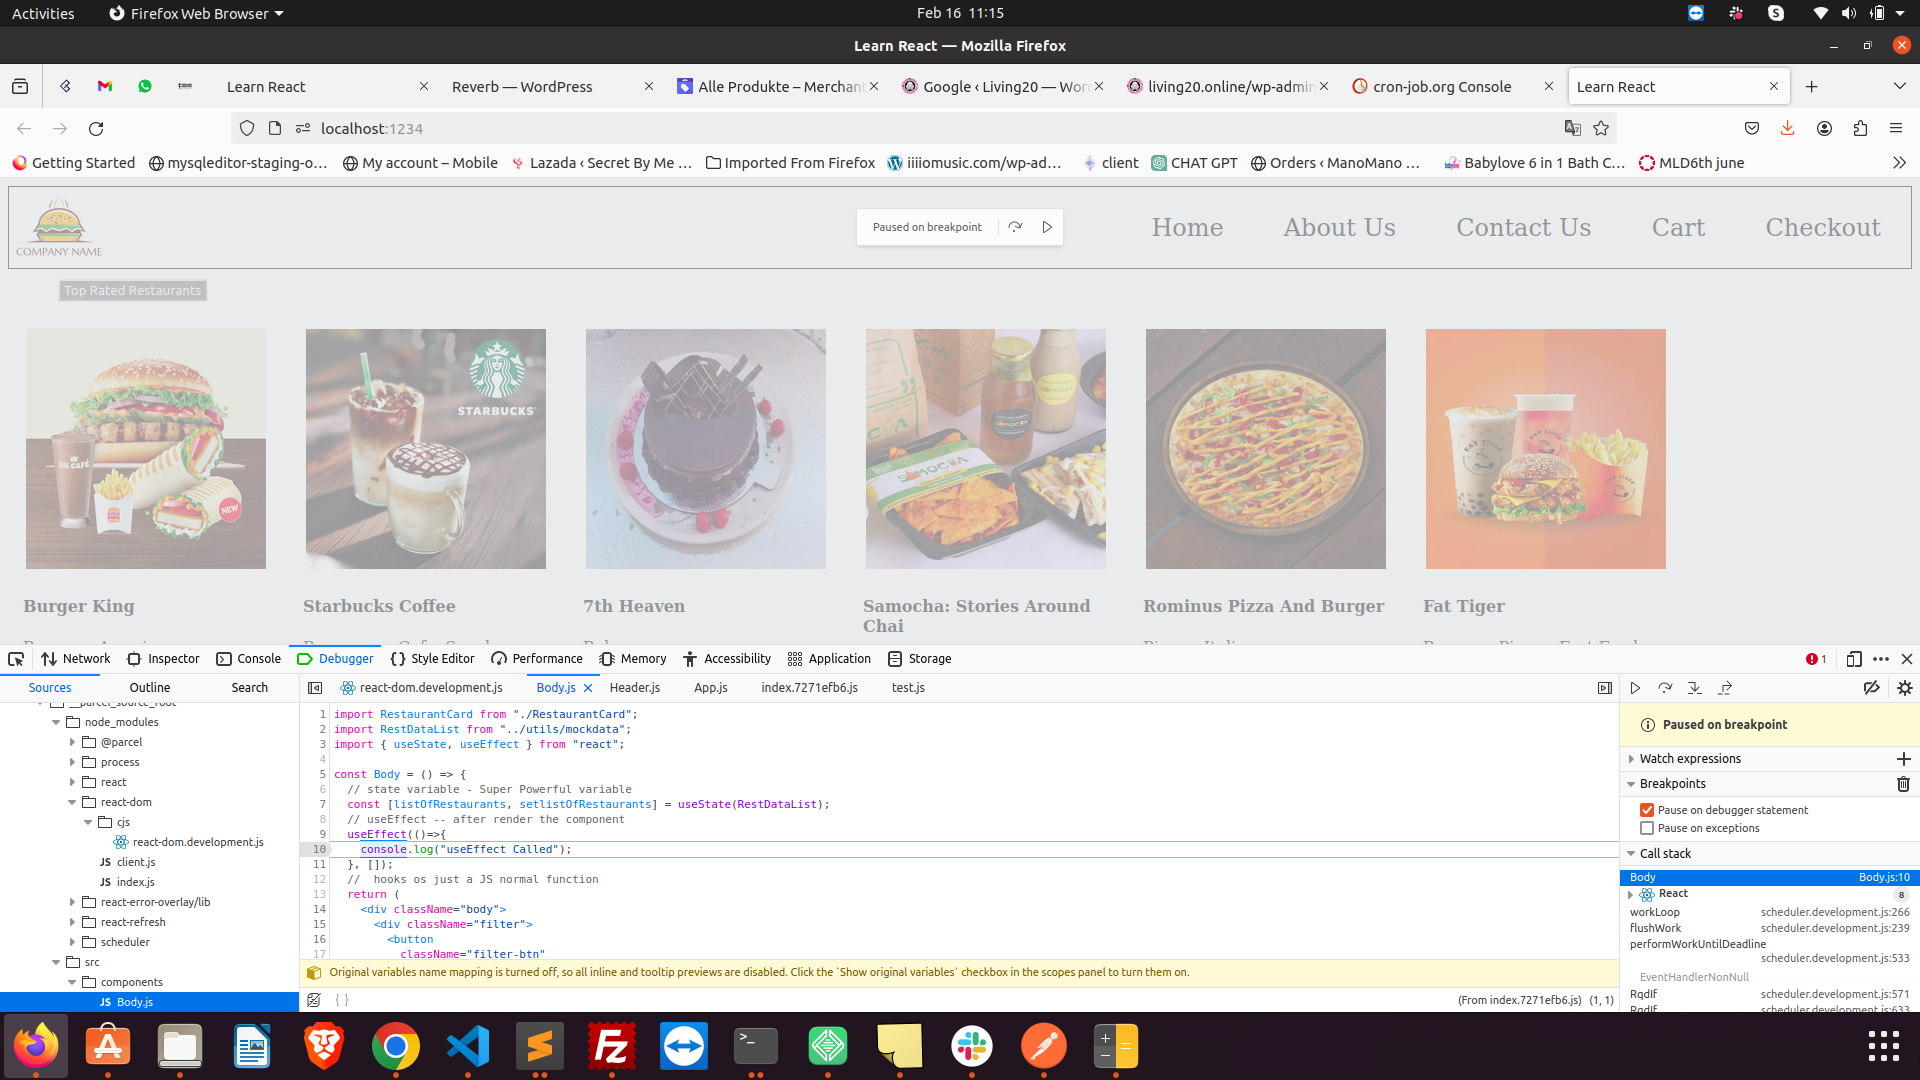 Activities
Firefox Web Browser
Feb 16 11:15
Learn React — Mozilla Firefox
Learn React
Reverb — WordPress
Alle Produkte – Merchan
Google ‹ Living20 — Wor
living20.online/wp-admin
cron-job.org Console
Learn React
localhost:1234
Getting Started
mysqleditor-staging-o…
My account – Mobile
Lazada ‹ Secret By Me …
Imported From Firefox
iiiiomusic.com/wp-ad…
client
CHAT GPT
Orders ‹ ManoMano …
Babylove 6 in 1 Bath C…
MLD6th june
COMPANY NAME
Paused on breakpoint
Home
About Us
Contact Us
Cart
Checkout
Top Rated Restaurants
STARBUCKS
NEW
FAT TIGER
Burger King
Starbucks Coffee
7th Heaven
Samocha: Stories Around
Chai
Rominus Pizza And Burger
Fat Tiger
Network
Inspector
Console
Debugger
Style Editor
Performance
Memory
Accessibility
Application
Storage
1
Sources
Outline
Search
react-dom.development.js
Body.js
Header.js
App.js
index.7271efb6.js
test.js
__parcel_source_root
node_modules
@parcel
process
react
react-dom
cjs
react-dom.development.js
client.js
index.js
react-error-overlay/lib
react-refresh
scheduler
src
components
Body.js
1 import RestaurantCard from "./RestaurantCard";
2 import RestDataList from "../utils/mockdata";
3 import { useState, useEffect } from "react";
4
5 const Body = () => {
6 // state variable - Super Powerful variable
7 const [listOfRestaurants, setlistOfRestaurants] = useState(RestDataList);
8 // useEffect -- after render the component
9 useEffect(()=>{
10 console.log("useEffect Called");
11 }, []);
12 // hooks os just a JS normal function
13 return (
14 <div className="body">
15 <div className="filter">
16 <button
17 className="filter-btn"
Original variables name mapping is turned off, so all inline and tooltip previews are disabled. Click the `Show original variables` checkbox in the scopes panel to turn them on.
{ }
(From index.7271efb6.js) (1, 1)
Paused on breakpoint
Watch expressions
Breakpoints
Pause on debugger statement
Pause on exceptions
Call stack
Body Body.js:10
React 8
workLoop scheduler.development.js:266
flushWork scheduler.development.js:239
performWorkUntilDeadline
scheduler.development.js:533
EventHandlerNonNull
RqdIf scheduler.development.js:571
RqdIf scheduler.development.js:633